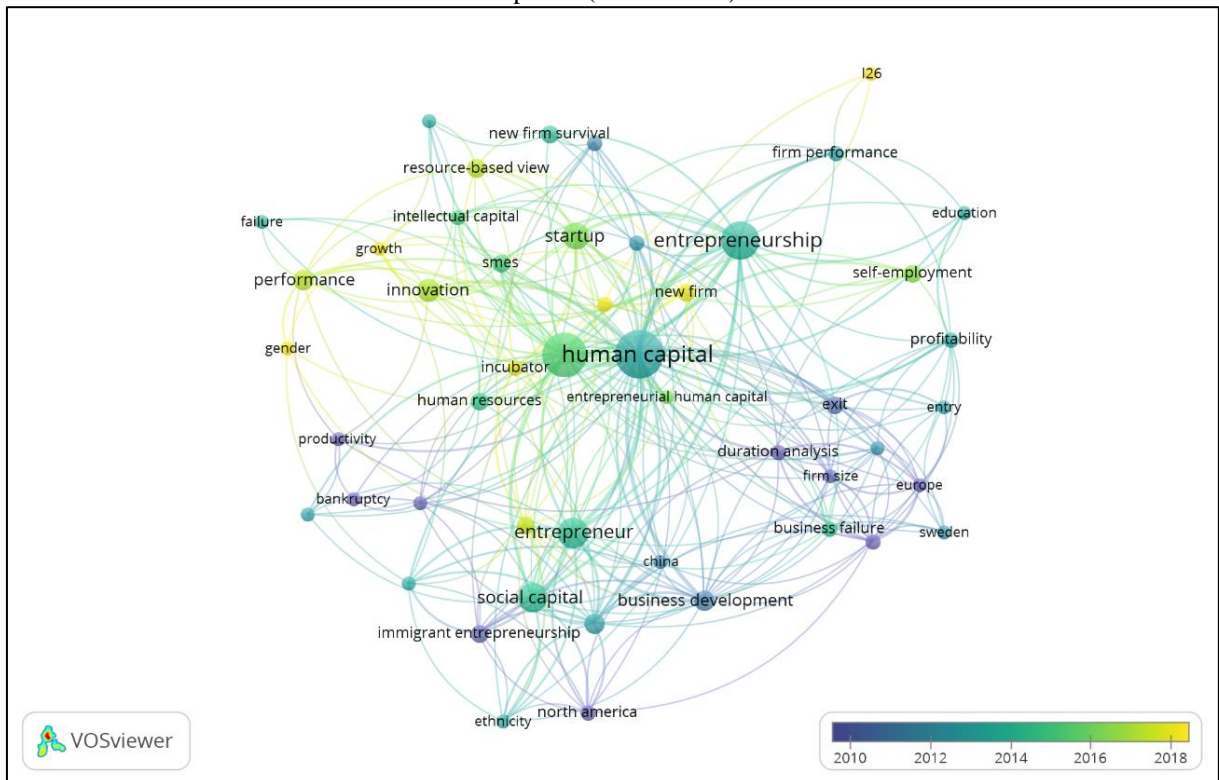 l26
new firm survival
firm performance
resource-based view
failure
intellectual capital
education
startup
entrepreneurship
growth
smes
self-employment
performance
innovation
new firm
profitability
gender
human capital
incubator
human resources
entrepreneurial human capital
exit
entry
productivity
duration analysis
firm size
europe
bankruptcy
entrepreneur
business failure
sweden
china
social capital
business development
immigrant entrepreneurship
north america
ethnicity
VOSviewer
2010 2012 2014 2016 2018